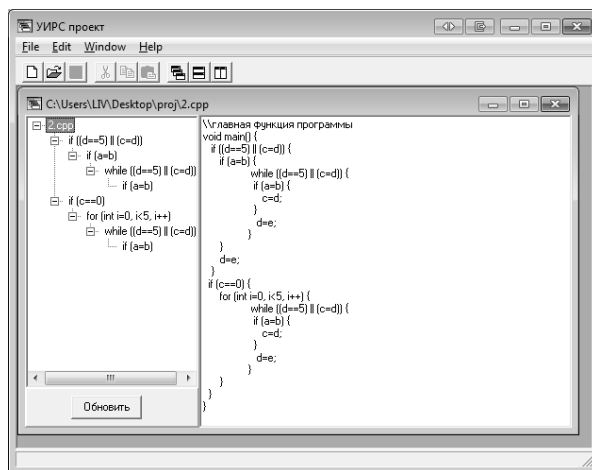 УИРС проект
File Edit Window Help
C:\Users\LIV\Desktop\proj\2.cpp
2.cpp
if ((d==5) || (c=d))
if (a=b)
while ((d==5) || (c=d))
if (a=b)
if (c==0)
for (int i=0, i<5, i++)
while ((d==5) || (c=d))
if (a=b)
Обновить
\\главная функция программы
void main() {
if ((d==5) || (c=d)) {
if (a=b) {
while ((d==5) || (c=d)) {
if (a=b) {
c=d;
}
d=e;
}
}
d=e;
}
if (c==0) {
for (int i=0, i<5, i++) {
while ((d==5) || (c=d)) {
if (a=b) {
c=d;
}
d=e;
}
}
}
}